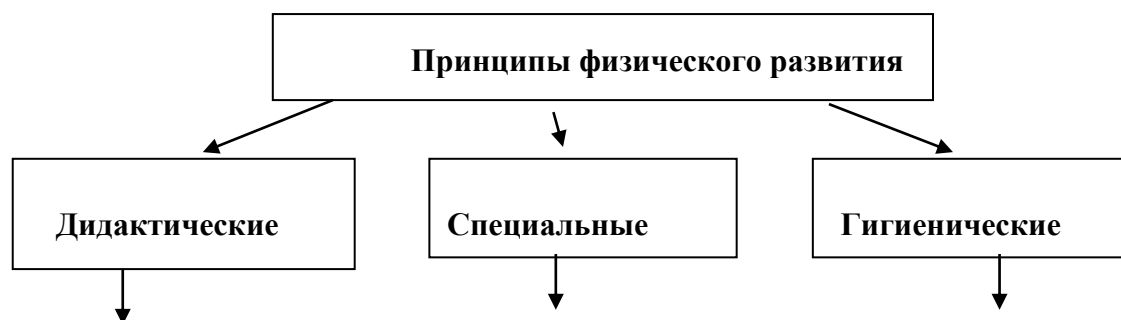 Принципы физического развития
Дидактические
Специальные
Гигиенические